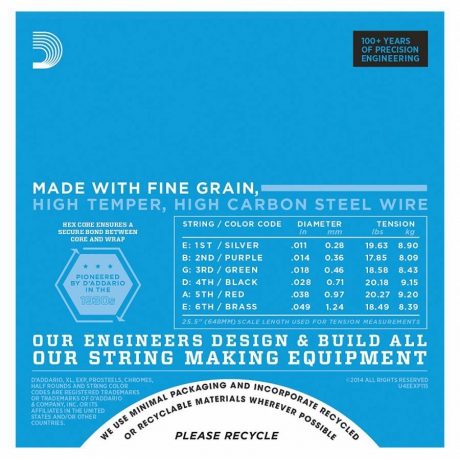 100+ YEARS
OF PRECISION
ENGINEERING
MADE WITH FINE GRAIN,
HIGH TEMPER, HIGH CARBON STEEL WIRE
HEX CORE ENSURES A
SECURE BOND BETWEEN
CORE AND WRAP
PIONEERED
BY D'ADDARIO
IN THE
1930s
STRING / COLOR CODE DIAMETER TENSION
in mm lbs kg
E: 1ST / SILVER .011 0.28 19.63 8.90
B: 2ND / PURPLE .014 0.36 17.85 8.09
G: 3RD / GREEN .018 0.46 18.58 8.43
D: 4TH / BLACK .028 0.71 20.18 9.15
A: 5TH / RED .038 0.97 20.27 9.20
E: 6TH / BRASS .049 1.24 18.49 8.39
25.5" (648MM) SCALE LENGTH USED FOR TENSION MEASUREMENTS
OUR ENGINEERS DESIGN & BUILD ALL
OUR STRING MAKING EQUIPMENT
D'ADDARIO, XL, EXP, PROSTEELS, CHROMES,
HALF ROUNDS AND STRING COLOR
CODES ARE REGISTERED TRADEMARKS
OR TRADEMARKS OF D'ADDARIO
& COMPANY, INC. OR ITS
AFFILIATES IN THE UNITED
STATES AND/OR OTHER
COUNTRIES.
©2014 ALL RIGHTS RESERVED
WE USE MINIMAL PACKAGING AND INCORPORATE RECYCLED
OR RECYCLABLE MATERIALS WHEREVER POSSIBLE
PLEASE RECYCLE